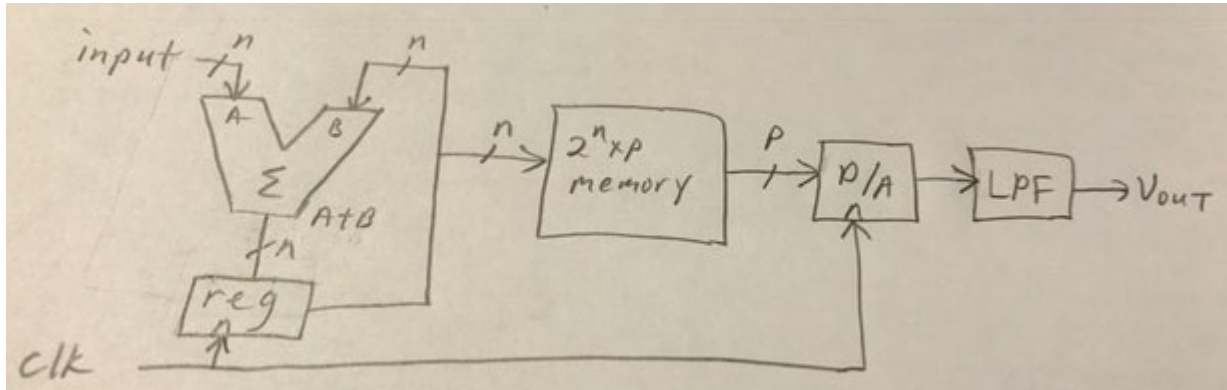 input
n
n
A
B
Σ
A+B
n
reg
clk
n
2ⁿxp
memory
P
D/A
LPF
VOUT